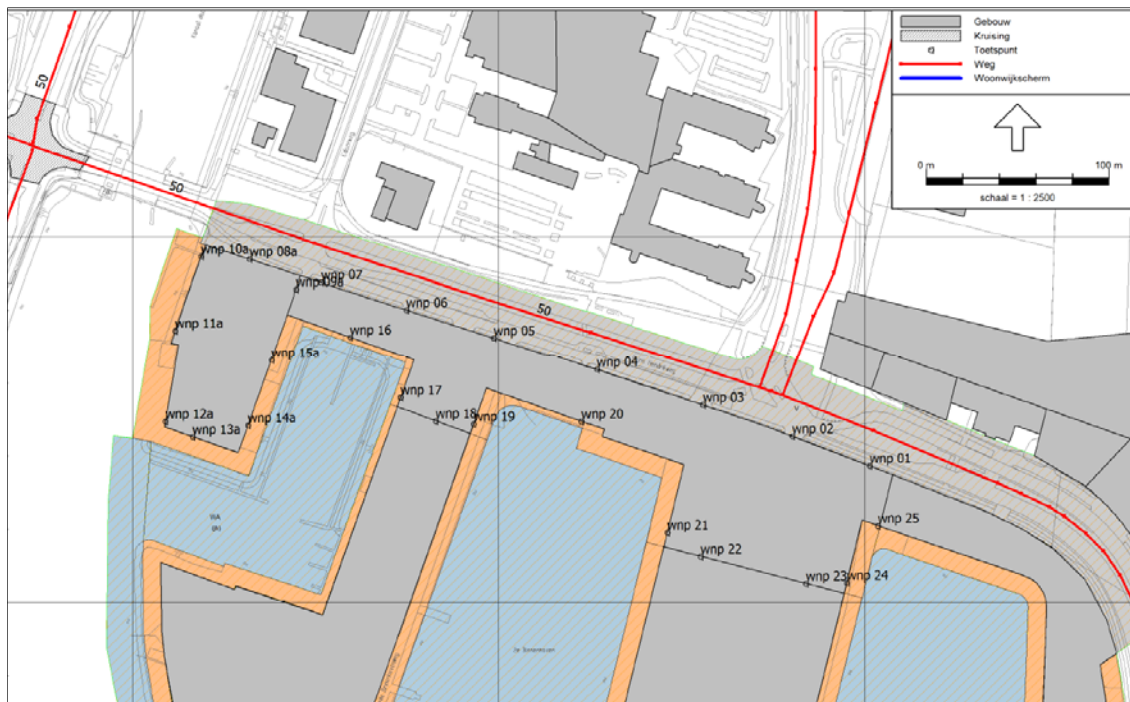 Gebouw
Kruising
Toetspunt
Weg
Woonwijkscherm
0 m
100 m
schaal = 1 : 2500
50
50
50
wnp 10a
wnp 08a
wnp 07
wnp 06
wnp 05
wnp 04
wnp 03
wnp 02
wnp 01
wnp 11a
wnp 16
wnp 15a
wnp 17
wnp 18
wnp 19
wnp 20
wnp 12a
wnp 13a
wnp 14a
wnp 21
wnp 22
wnp 23
wnp 24
wnp 25
WA